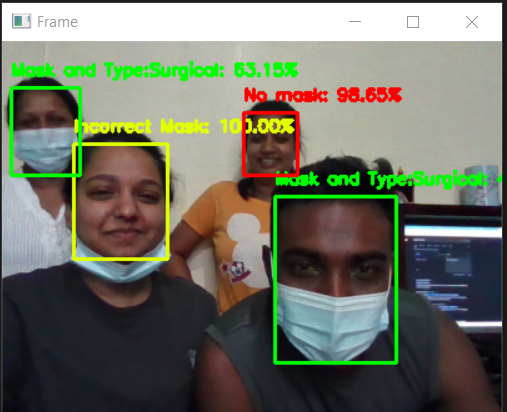 Frame
Mask and Type:Surgical: 63.15%
No mask: 98.65%
Incorrect Mask: 100.00%
Mask and Type:Surgical: